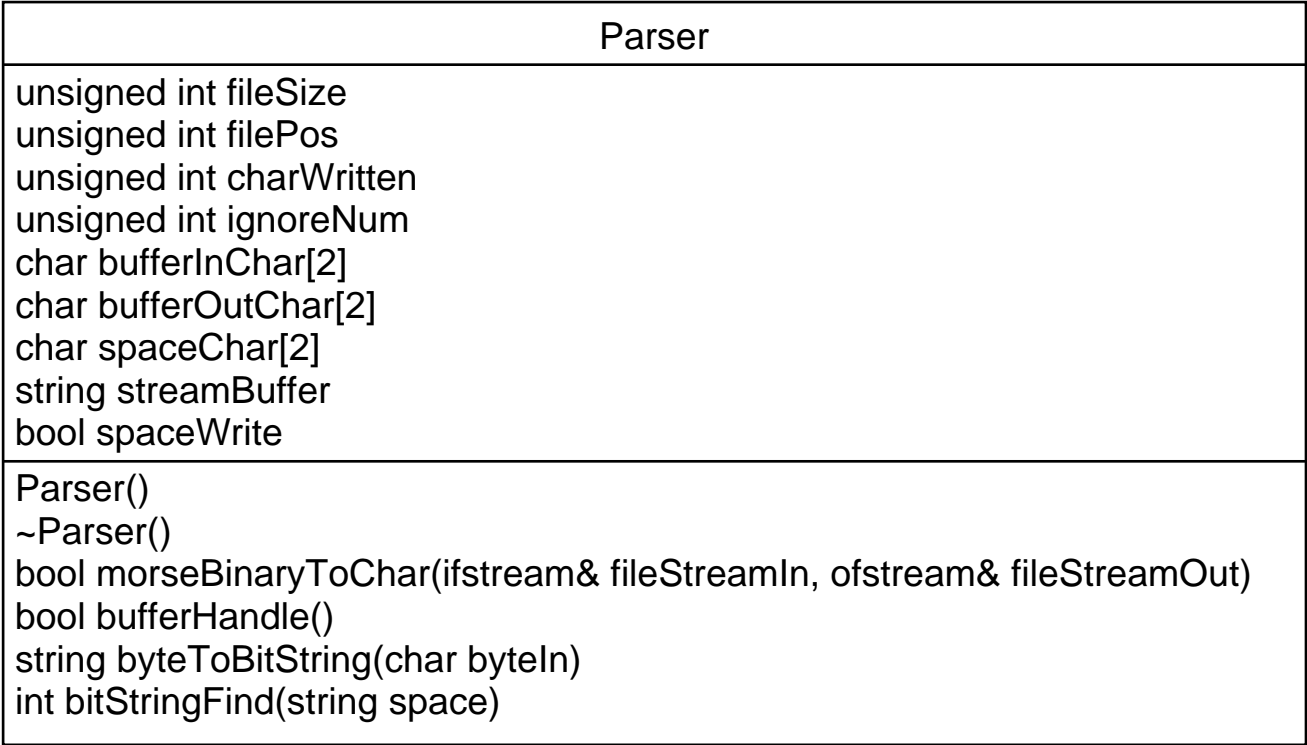 Parser
unsigned int fileSize
unsigned int filePos
unsigned int charWritten
unsigned int ignoreNum
char bufferInChar[2]
char bufferOutChar[2]
char spaceChar[2]
string streamBuffer
bool spaceWrite
Parser()
~Parser()
bool morseBinaryToChar(ifstream& fileStreamIn, ofstream& fileStreamOut)
bool bufferHandle()
string byteToBitString(char byteIn)
int bitStringFind(string space)